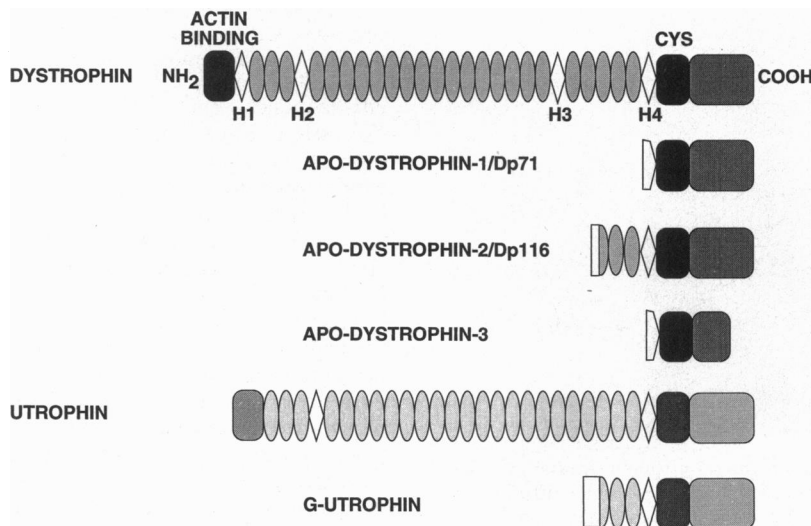 ACTIN
BINDING
CYS
DYSTROPHIN
NH2
COOH
H1
H2
H3
H4
APO-DYSTROPHIN-1/Dp71
APO-DYSTROPHIN-2/Dp116
APO-DYSTROPHIN-3
UTROPHIN
G-UTROPHIN